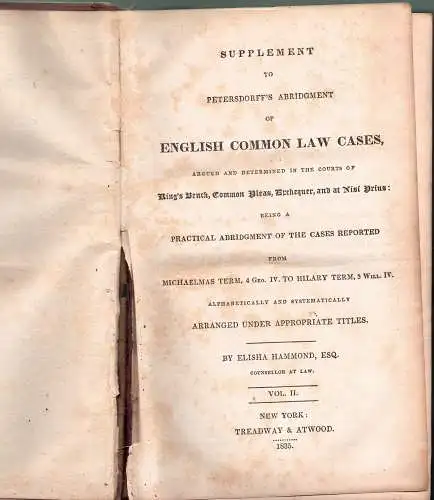 SUPPLEMENT
TO
PETERSDORFF'S ABRIDGMENT
OF
ENGLISH COMMON LAW CASES,
ARGUED AND DETERMINED IN THE COURTS OF
King's Bench, Common Pleas, Exchequer, and at Nisi Prius:
BEING A
PRACTICAL ABRIDGMENT OF THE CASES REPORTED
FROM
MICHAELMAS TERM, 4 GEO. IV. TO HILARY TERM, 3 WILL. IV.
ALPHABETICALLY AND SYSTEMATICALLY
ARRANGED UNDER APPROPRIATE TITLES.
BY ELISHA HAMMOND, ESQ.
COUNSELLOR AT LAW.
VOL. II.
NEW YORK:
TREADWAY & ATWOOD.
1835.